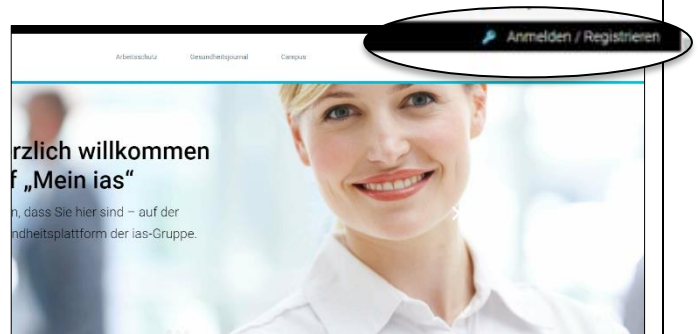 Anmelden / Registrieren
Arbeitsschutz Gesundheitsjournal Campus
rzlich willkommen
f „Mein ias“
n, dass Sie hier sind – auf der
ndheitsplattform der ias-Gruppe.